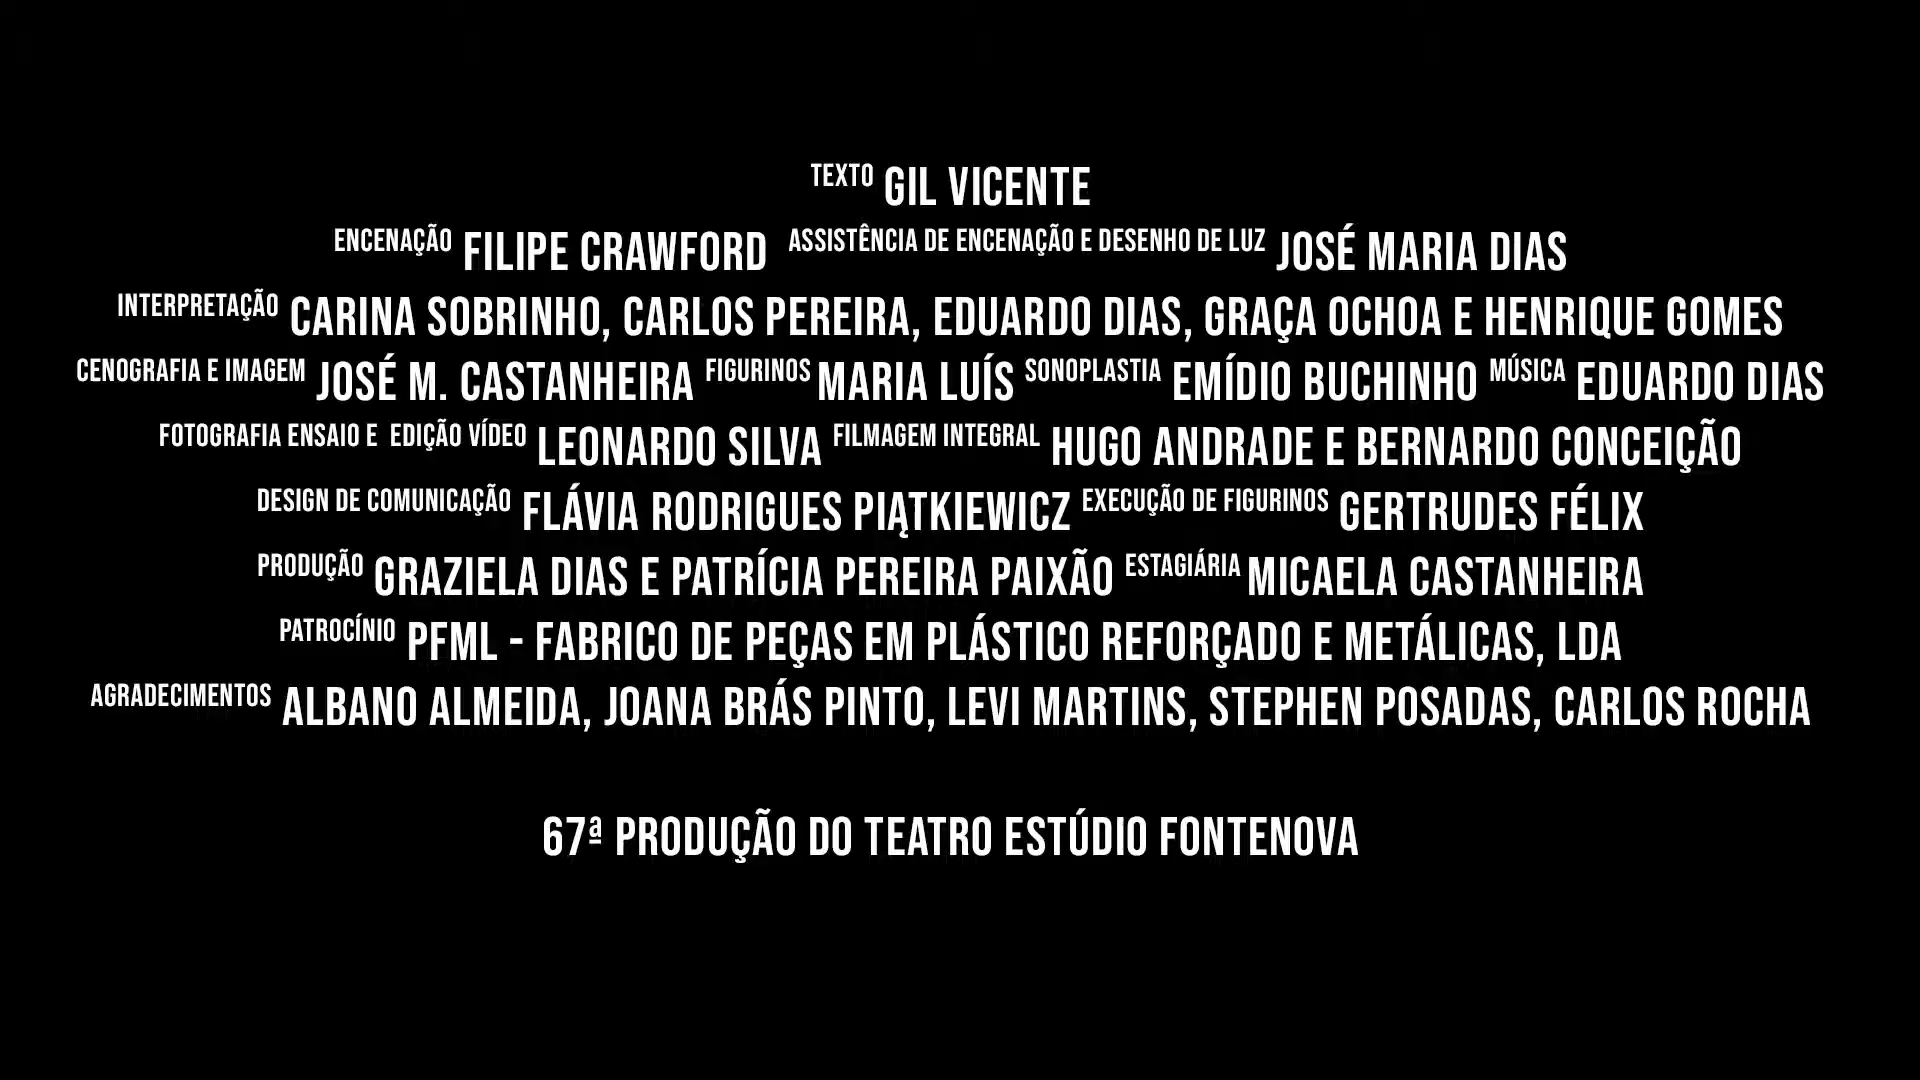 TEXTO GIL VICENTE
ENCENAÇÃO FILIPE CRAWFORD ASSISTÊNCIA DE ENCENAÇÃO E DESENHO DE LUZ JOSÉ MARIA DIAS
INTERPRETAÇÃO CARINA SOBRINHO, CARLOS PEREIRA, EDUARDO DIAS, GRAÇA OCHOA E HENRIQUE GOMES
CENOGRAFIA E IMAGEM JOSÉ M. CASTANHEIRA FIGURINOS MARIA LUÍS SONOPLASTIA EMÍDIO BUCHINHO MÚSICA EDUARDO DIAS
FOTOGRAFIA ENSAIO E EDIÇÃO VÍDEO LEONARDO SILVA FILMAGEM INTEGRAL HUGO ANDRADE E BERNARDO CONCEIÇÃO
DESIGN DE COMUNICAÇÃO FLÁVIA RODRIGUES PIĄTKIEWICZ EXECUÇÃO DE FIGURINOS GERTRUDES FÉLIX
PRODUÇÃO GRAZIELA DIAS E PATRÍCIA PEREIRA PAIXÃO ESTAGIÁRIA MICAELA CASTANHEIRA
PATROCÍNIO PFML - FABRICO DE PEÇAS EM PLÁSTICO REFORÇADO E METÁLICAS, LDA
AGRADECIMENTOS ALBANO ALMEIDA, JOANA BRÁS PINTO, LEVI MARTINS, STEPHEN POSADAS, CARLOS ROCHA
67ª PRODUÇÃO DO TEATRO ESTÚDIO FONTENOVA